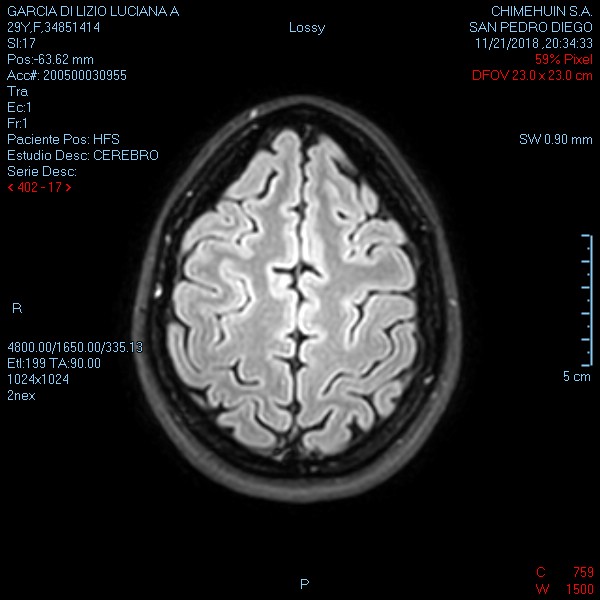 GARCIA DI LIZIO LUCIANA A
29Y,F,34851414
Sl:17
Pos:-63.62 mm
Acc#: 200500030955
Tra
Ec:1
Fr:1
Paciente Pos: HFS
Estudio Desc: CEREBRO
Serie Desc:
< 402 - 17 >
Lossy
CHIMEHUIN S.A.
SAN PEDRO DIEGO
11/21/2018 ,20:34:33
59% Pixel
DFOV 23.0 x 23.0 cm
SW 0.90 mm
R
4800.00/1650.00/335.13
Etl:199 TA:90.00
1024x1024
2nex
5 cm
P
C 759
W 1500